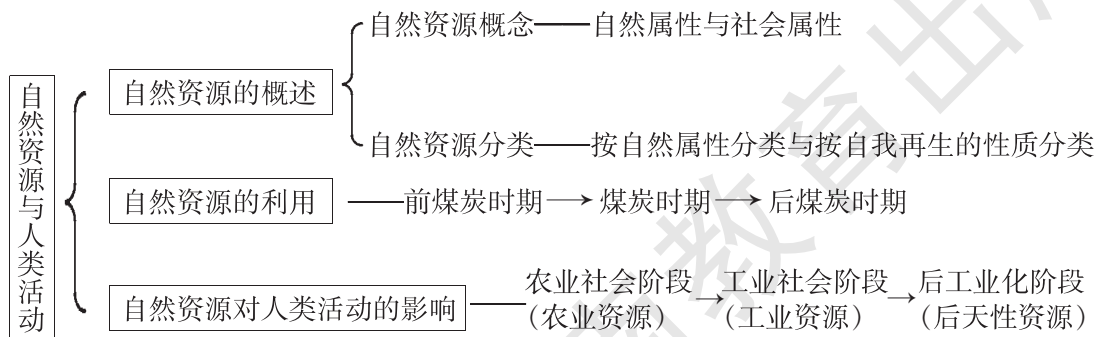 自然资源与人类活动
自然资源的概述
自然资源概念——自然属性与社会属性
自然资源分类——按自然属性分类与按自我再生的性质分类
自然资源的利用
——前煤炭时期→煤炭时期→后煤炭时期
自然资源对人类活动的影响
农业社会阶段→工业社会阶段→后工业化阶段
（农业资源） （工业资源） （后天性资源）
教育出